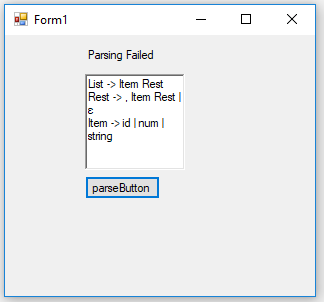 Form1
Parsing Failed
List -> Item Rest
Rest -> , Item Rest |
ε
Item -> id | num |
string
parseButton